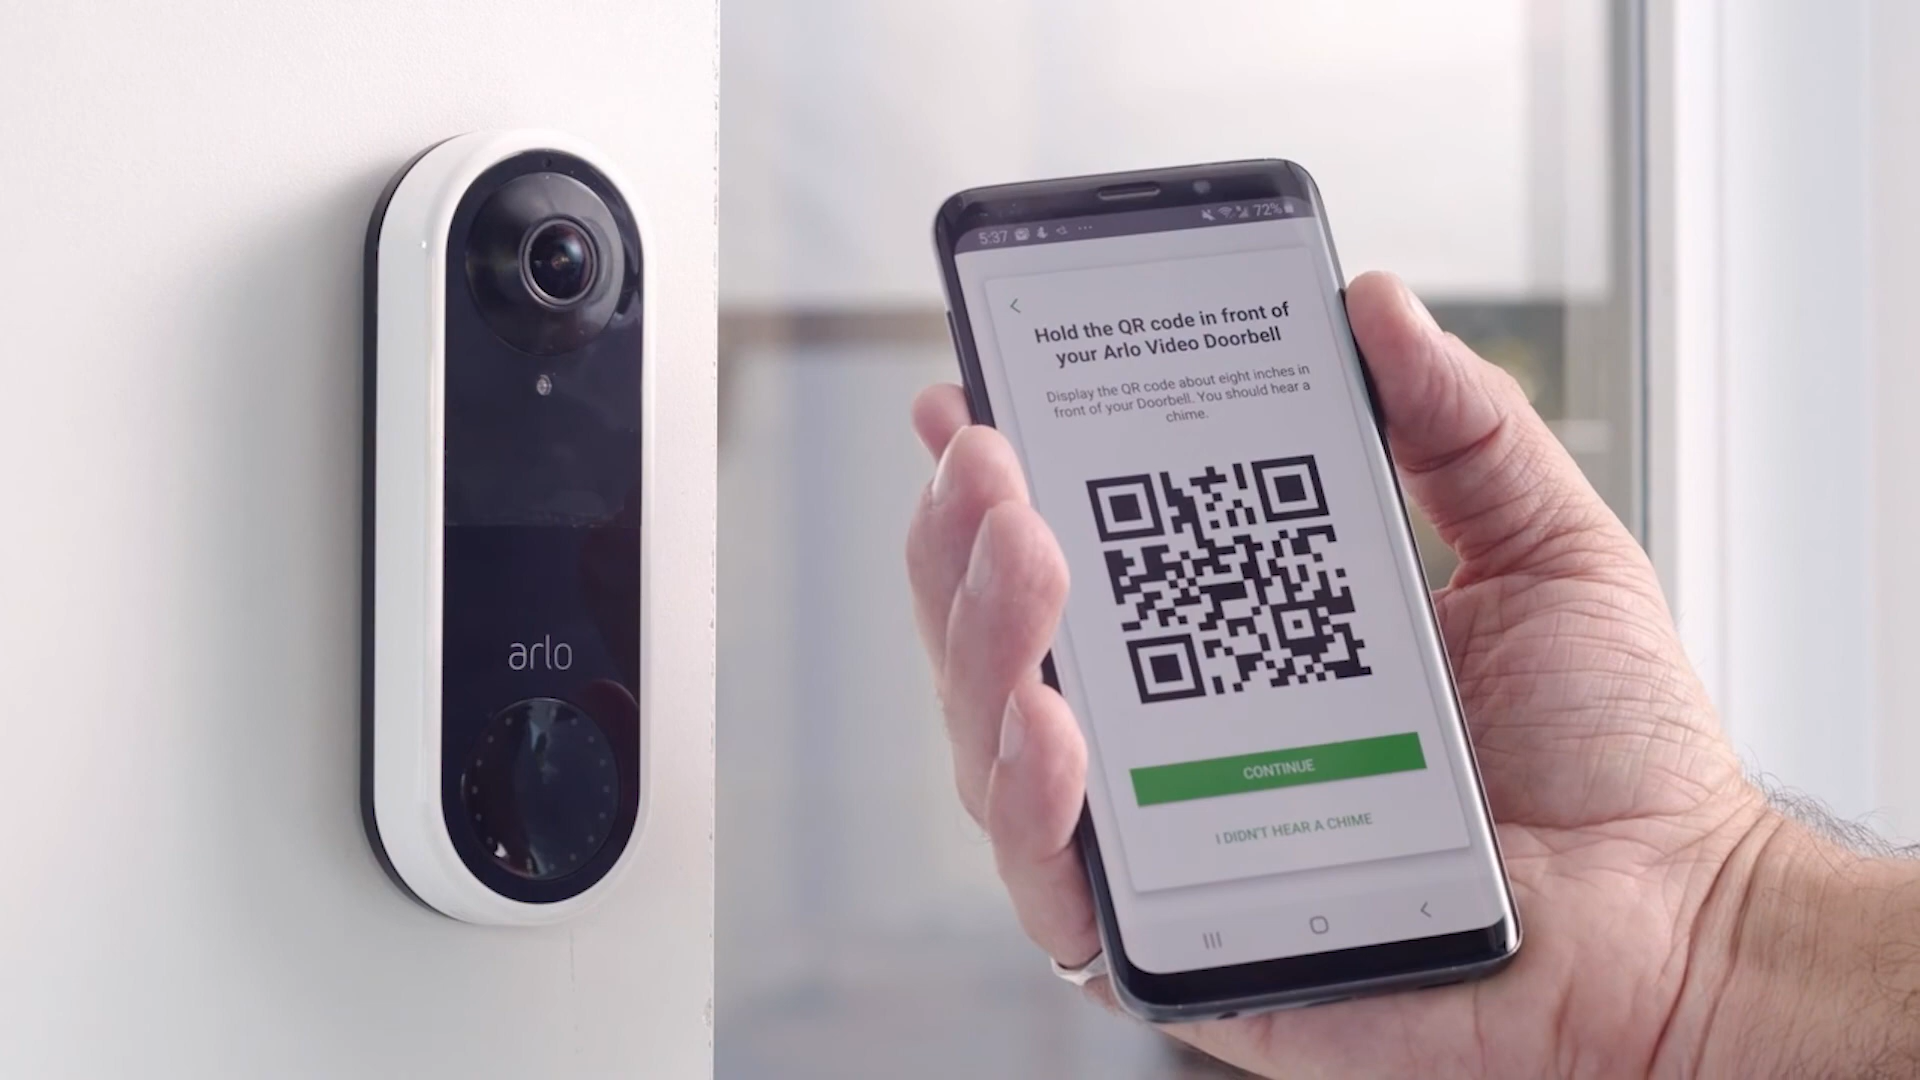 arlo
5:37
72%
Hold the QR code in front of
your Arlo Video Doorbell
Display the QR code about eight inches in
front of your Doorbell. You should hear a
chime.
CONTINUE
I DIDN'T HEAR A CHIME